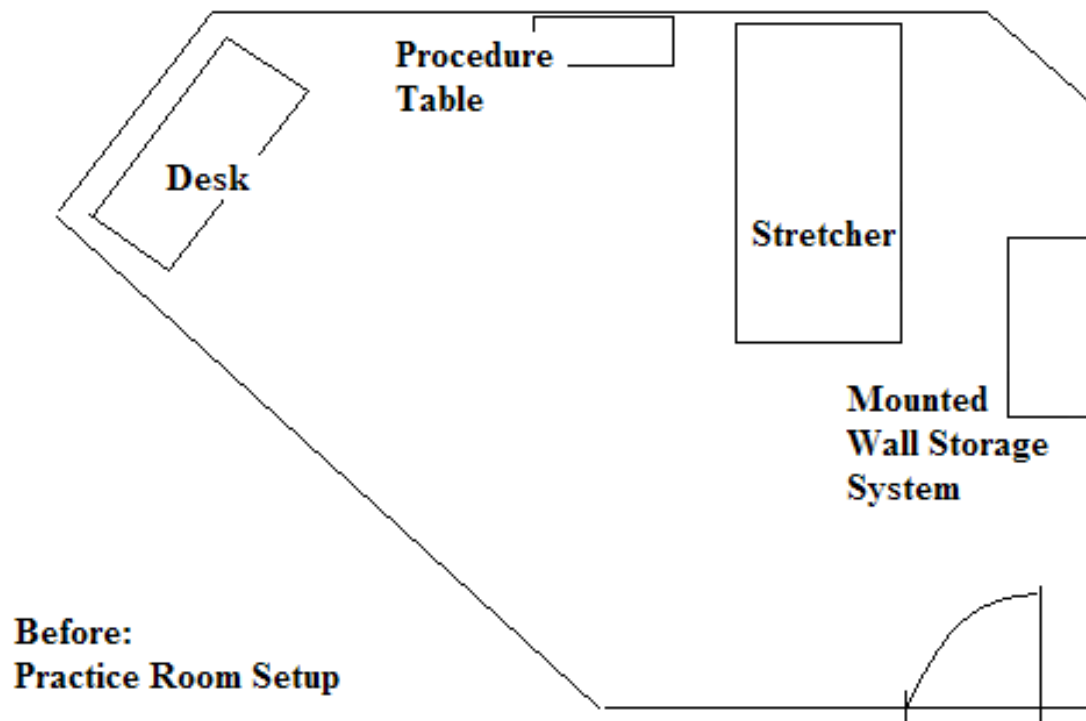 Procedure
Table
Desk
Stretcher
Mounted
Wall Storage
System
Before:
Practice Room Setup